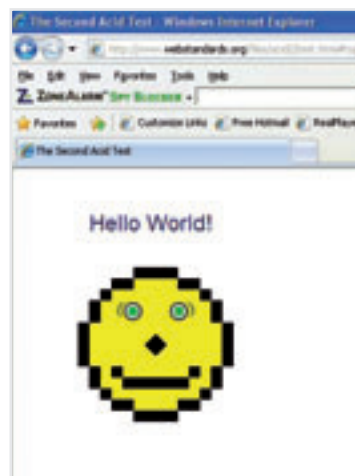 The Second Acid Test - Windows Internet Explorer
webstandards.org
File Edit View Favorites Tools Help
ZONEALARM SPY BLOCKER
Favorites Customize Links Free Hotmail RealPlaye
The Second Acid Test
Hello World!